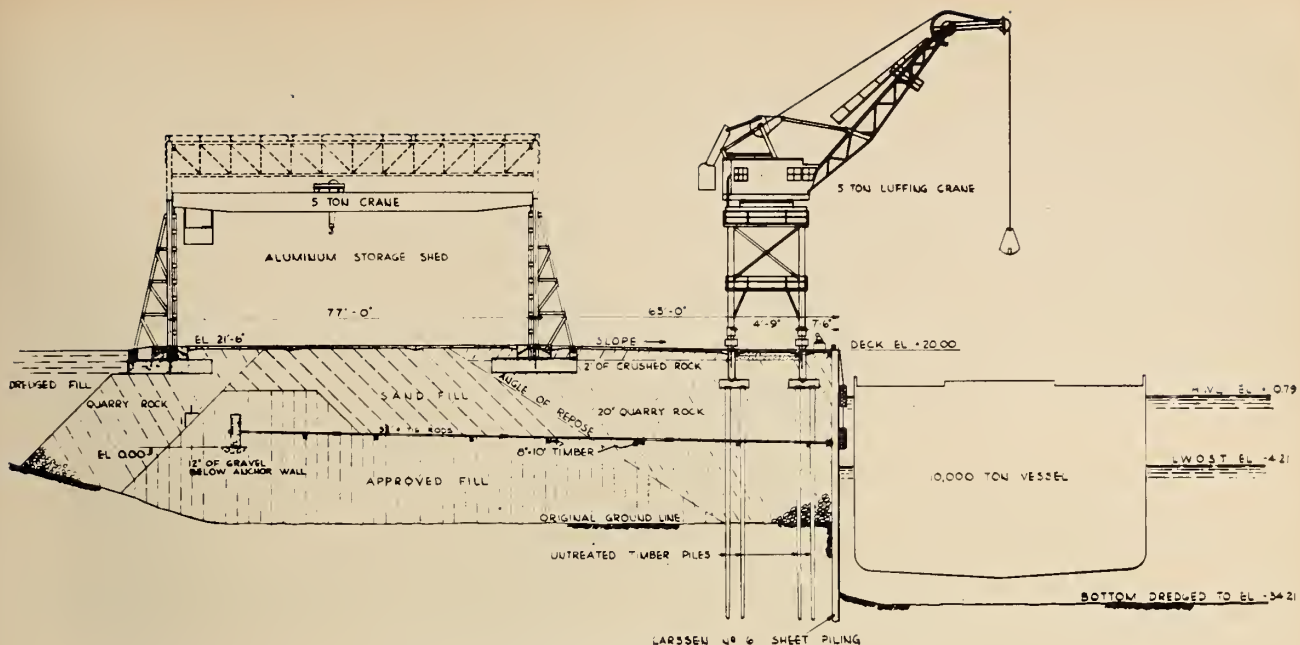 5 TON CRANE
5 TON LUFFING CRANE
ALUMINUM STORAGE SHED
77'-0"
65'-0"
4'-9"
7'6"
EL 21'-6"
SLOPE
DECK EL +20.00
2' OF CRUSHED ROCK
DREDGED FILL
QUARRY ROCK
SAND FILL
ANGLE OF REPOSE
20" QUARRY ROCK
RODS
EL 0.00
8"-10" TIMBER
12" OF GRAVEL
BELOW ANCHOR WALL
APPROVED FILL
EL
0.79
LWOST EL -4.21
10,000 TON VESSEL
ORIGINAL GROUND LINE
UNTREATED TIMBER PILES
BOTTOM DREDGED TO EL -34.21
LARSSEN Nº 6 SHEET PILING